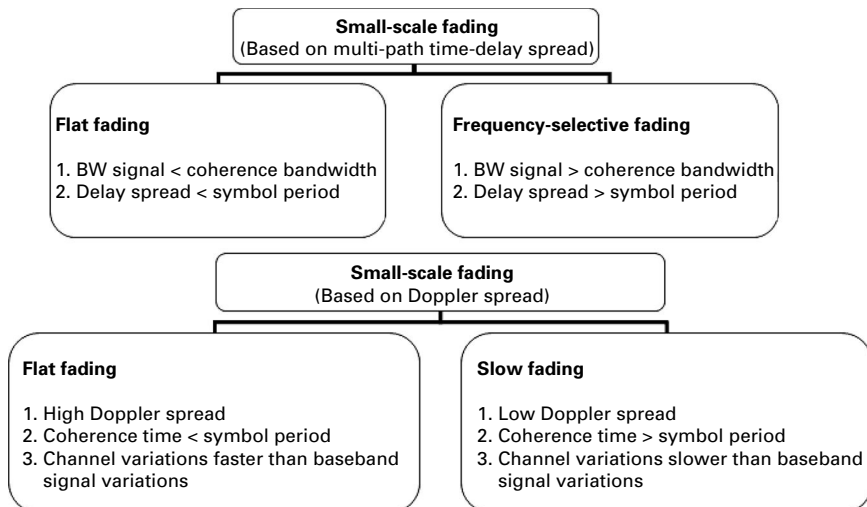 Small-scale fading
(Based on multi-path time-delay spread)
Flat fading
1. BW signal < coherence bandwidth
2. Delay spread < symbol period
Frequency-selective fading
1. BW signal > coherence bandwidth
2. Delay spread > symbol period
Small-scale fading
(Based on Doppler spread)
Flat fading
1. High Doppler spread
2. Coherence time < symbol period
3. Channel variations faster than baseband
signal variations
Slow fading
1. Low Doppler spread
2. Coherence time > symbol period
3. Channel variations slower than baseband
signal variations